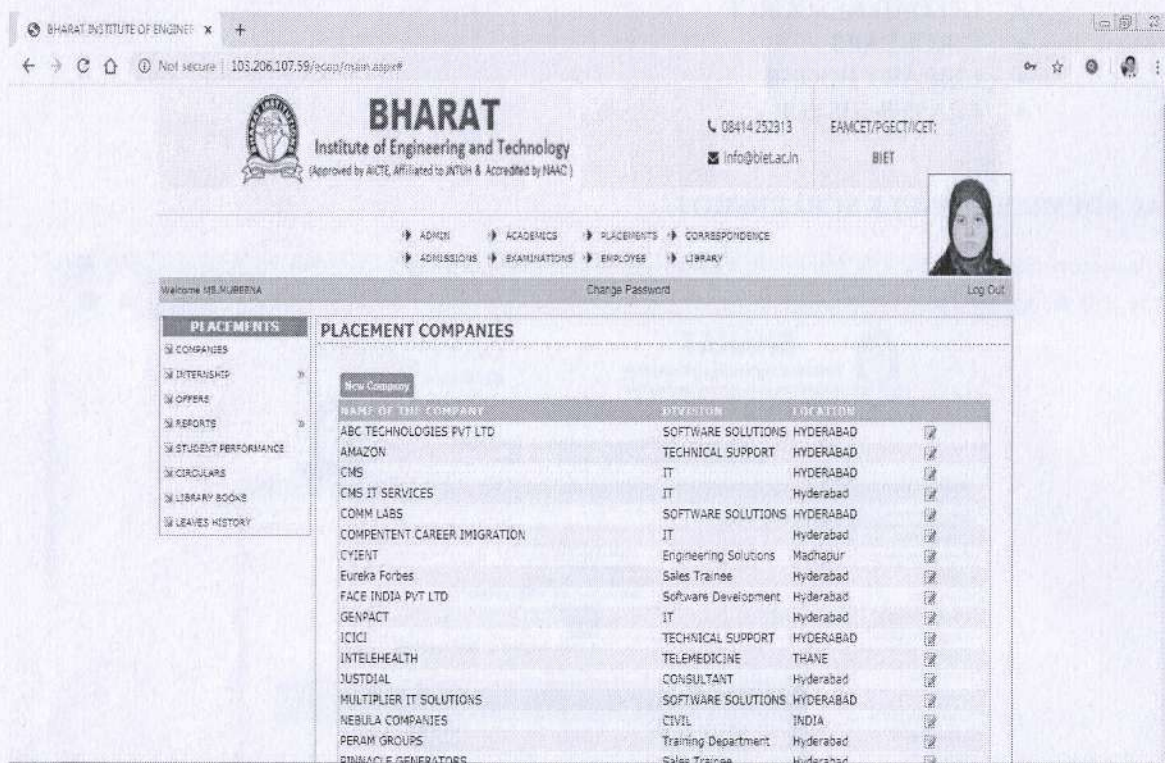 BHARAT INSTITUTE OF ENGINEE x +
Not secure | 103.206.107.59/ecap/main.aspx#
BHARAT
Institute of Engineering and Technology
(Approved by AICTE, Affiliated to JNTUH & Accredited by NAAC)
08414 252313
EAMCET/PGECT/ICET:
info@biet.ac.in
BIET
ADMIN ACADEMICS PLACEMENTS CORRESPONDENCE
ADMISSIONS EXAMINATIONS EMPLOYEE LIBRARY
Welcome MS.MUBEENA Change Password Log Out
PLACEMENTS
COMPANIES
INTERNSHIP »
OFFERS
REPORTS »
STUDENT PERFORMANCE
CIRCULARS
LIBRARY BOOKS
LEAVES HISTORY
PLACEMENT COMPANIES
New Company
NAME OF THE COMPANY DIVISION LOCATION
ABC TECHNOLOGIES PVT LTD SOFTWARE SOLUTIONS HYDERABAD
AMAZON TECHNICAL SUPPORT HYDERABAD
CMS IT HYDERABAD
CMS IT SERVICES IT Hyderabad
COMM LABS SOFTWARE SOLUTIONS HYDERABAD
COMPENTENT CAREER IMIGRATION IT Hyderabad
CYIENT Engineering Solutions Madhapur
Eureka Forbes Sales Trainee Hyderabad
FACE INDIA PVT LTD Software Development Hyderabad
GENPACT IT Hyderabad
ICICI TECHNICAL SUPPORT HYDERABAD
INTELEHEALTH TELEMEDICINE THANE
JUSTDIAL CONSULTANT Hyderabad
MULTIPLIER IT SOLUTIONS SOFTWARE SOLUTIONS HYDERABAD
NEBULA COMPANIES CIVIL INDIA
PERAM GROUPS Training Department Hyderabad
PINNACLE GENERATORS Sales Trainee Hyderabad